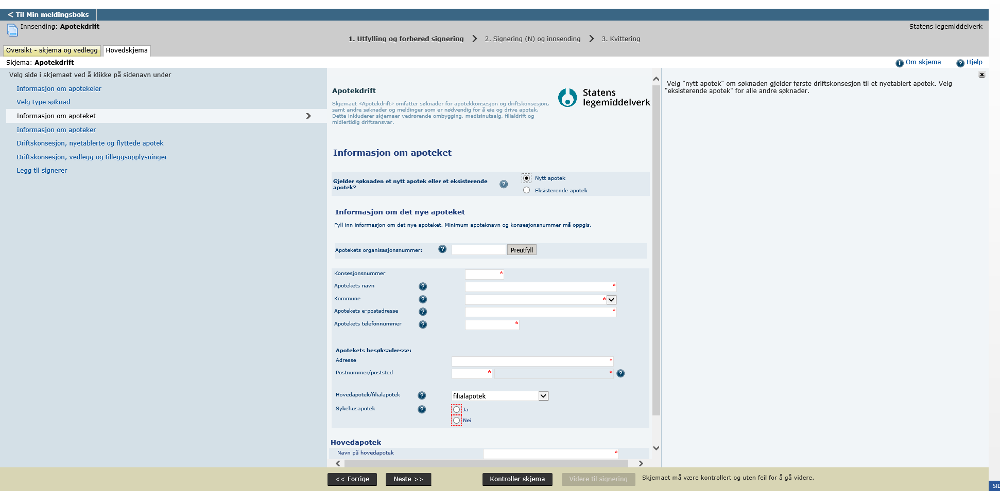 < Til Min meldingsboks
Innsending: Apotekdrift
Statens legemiddelverk
1. Utfylling og forbered signering > 2. Signering (N) og innsending > 3. Kvittering
Oversikt - skjema og vedlegg
Hovedskjema
Skjema: Apotekdrift
Om skjema
Hjelp
Velg side i skjemaet ved å klikke på sidenavn under
Informasjon om apotekeier
Velg type søknad
Informasjon om apoteket
Informasjon om apoteker
Driftskonsesjon, nyetablerte og flyttede apotek
Driftskonsesjon, vedlegg og tilleggsopplysninger
Legg til signerer
Apotekdrift
Skjemaet «Apotekdrift» omfatter søknader for apotekkonsesjon og driftskonsesjon,
samt andre søknader og meldinger som er nødvendig for å eie og drive apotek.
Dette inkluderer skjemaer vedrørende ombygging, medisinutsalg, filialdrift og
midlertidig driftsansvar.
Statens
legemiddelverk
Informasjon om apoteket
Gjelder søknaden et nytt apotek eller et eksisterende
apotek?
Nytt apotek
Eksisterende apotek
Informasjon om det nye apoteket
Fyll inn informasjon om det nye apoteket. Minimum apoteknavn og konsesjonsnummer må oppgis.
Apotekets organisasjonsnummer:
Preutfyll
Konsesjonsnummer *
Apotekets navn *
Kommune *
Apotekets e-postadresse *
Apotekets telefonnummer *
Apotekets besøksadresse:
Adresse *
Postnummer/poststed * *
Hovedapotek/filialapotek
filialapotek
Sykehusapotek
Ja
Nei
Hovedapotek
Navn på hovedapotek *
Velg "nytt apotek" om søknaden gjelder første driftskonsesjon til et nyetablert apotek. Velg
"eksisterende apotek" for alle andre søknader.
<< Forrige
Neste >>
Kontroller skjema
Videre til signering
Skjemaet må være kontrollert og uten feil for å gå videre.
SID